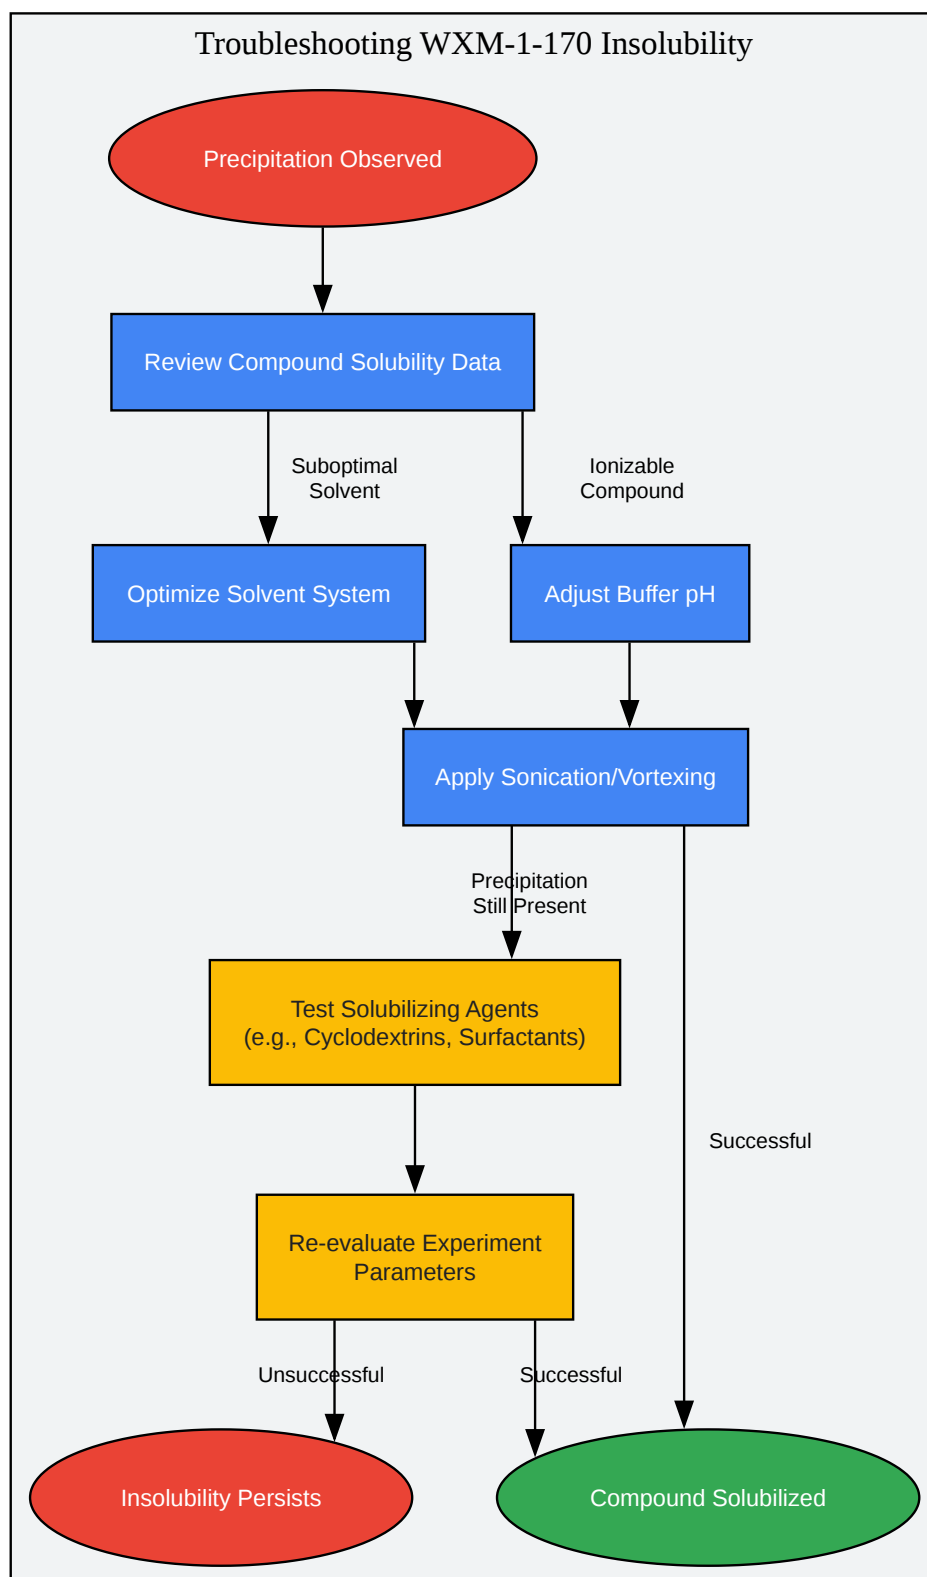 Troubleshooting WXM-1-170 Insolubility
Precipitation Observed
Review Compound Solubility Data
Suboptimal
Solvent
Ionizable
Compound
Optimize Solvent System
Adjust Buffer pH
Apply Sonication/Vortexing
Precipitation
Still Present
Test Solubilizing Agents
(e.g., Cyclodextrins, Surfactants)
Successful
Re-evaluate Experiment
Parameters
Unsuccessful
Successful
Insolubility Persists
Compound Solubilized